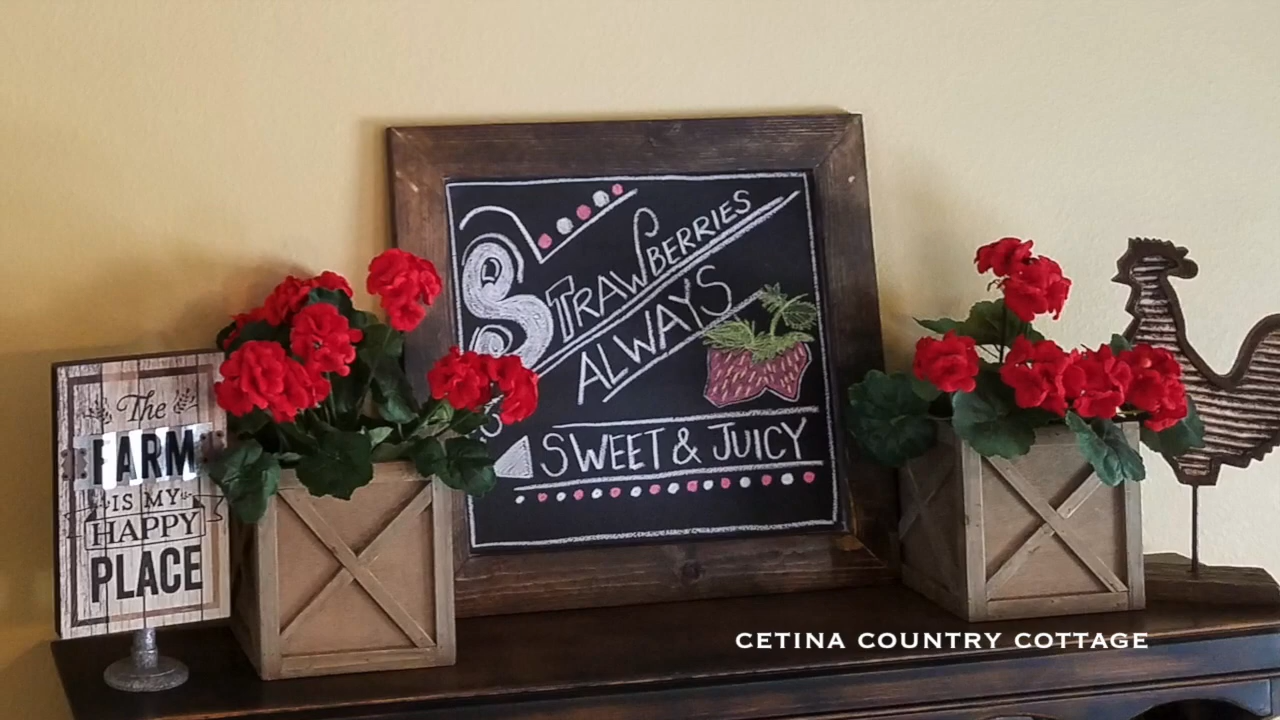 The
FARM
IS MY
HAPPY
PLACE
STRAWBERRIES
ALWAYS
SWEET & JUICY
CETINA COUNTRY COTTAGE